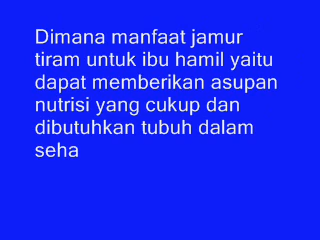 Dimana manfaat jamur
tiram untuk ibu hamil yaitu
dapat memberikan asupan
nutrisi yang cukup dan
dibutuhkan tubuh dalam
seha